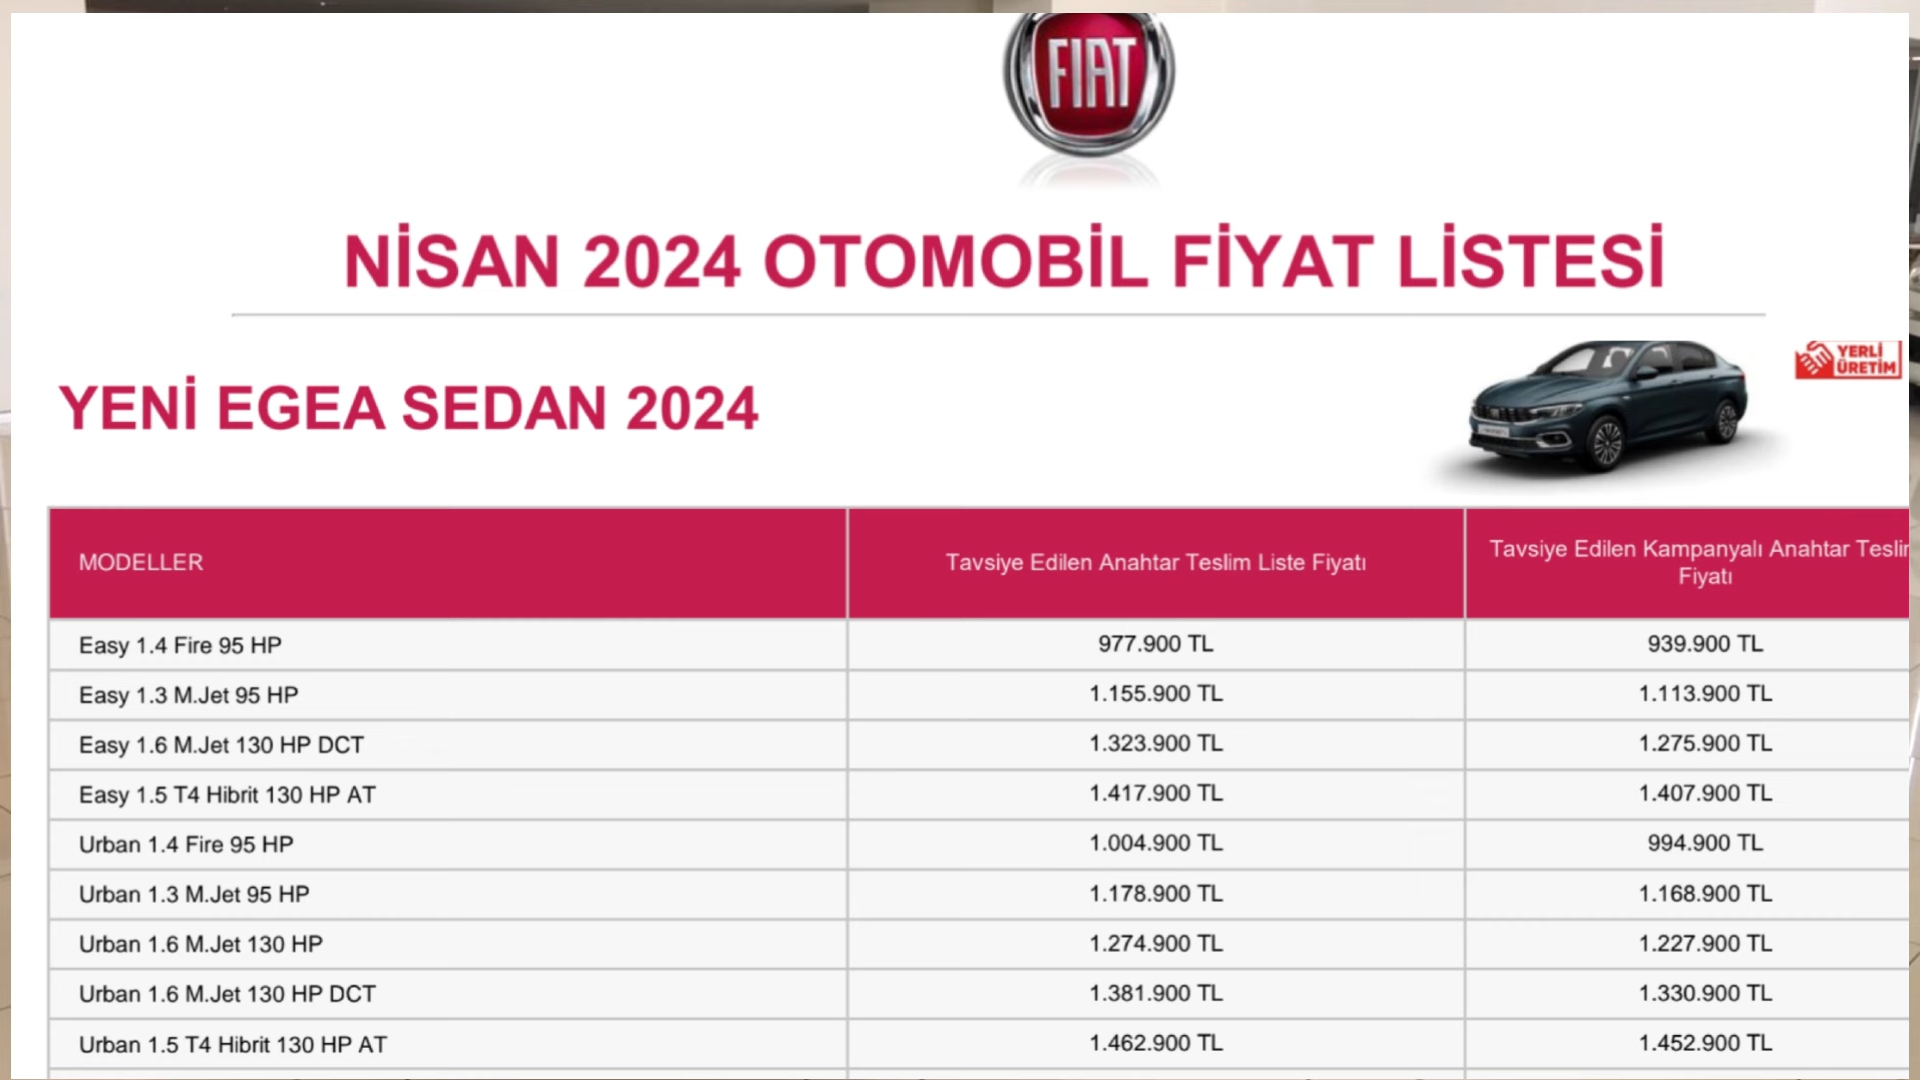 FIAT
NİSAN 2024 OTOMOBİL FİYAT LİSTESİ
YENİ EGEA SEDAN 2024
YERLİ
ÜRETİM
MODELLER Tavsiye Edilen Anahtar Teslim Liste Fiyatı Tavsiye Edilen Kampanyalı Anahtar Teslim
Fiyatı
Easy 1.4 Fire 95 HP 977.900 TL 939.900 TL
Easy 1.3 M.Jet 95 HP 1.155.900 TL 1.113.900 TL
Easy 1.6 M.Jet 130 HP DCT 1.323.900 TL 1.275.900 TL
Easy 1.5 T4 Hibrit 130 HP AT 1.417.900 TL 1.407.900 TL
Urban 1.4 Fire 95 HP 1.004.900 TL 994.900 TL
Urban 1.3 M.Jet 95 HP 1.178.900 TL 1.168.900 TL
Urban 1.6 M.Jet 130 HP 1.274.900 TL 1.227.900 TL
Urban 1.6 M.Jet 130 HP DCT 1.381.900 TL 1.330.900 TL
Urban 1.5 T4 Hibrit 130 HP AT 1.462.900 TL 1.452.900 TL